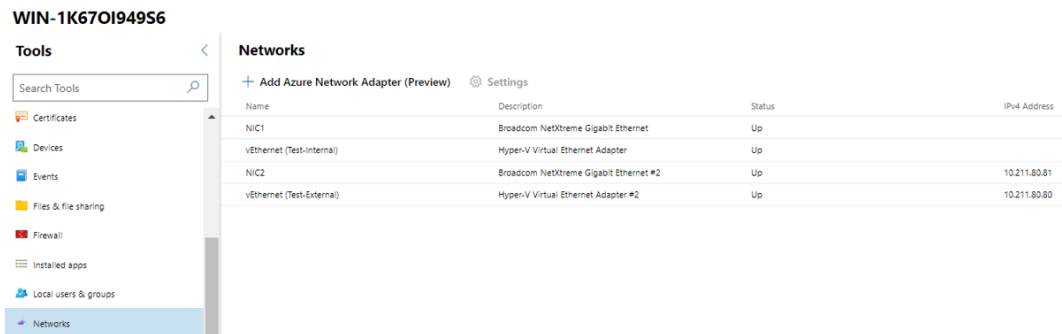 WIN-1K67OI949S6
Tools
Search Tools
Certificates
Devices
Events
Files & file sharing
Firewall
Installed apps
Local users & groups
Networks
Networks
+ Add Azure Network Adapter (Preview) Settings
Name Description Status IPv4 Address
NIC1 Broadcom NetXtreme Gigabit Ethernet Up
vEthernet (Test-Internal) Hyper-V Virtual Ethernet Adapter Up
NIC2 Broadcom NetXtreme Gigabit Ethernet #2 Up 10.211.80.81
vEthernet (Test-External) Hyper-V Virtual Ethernet Adapter #2 Up 10.211.80.80